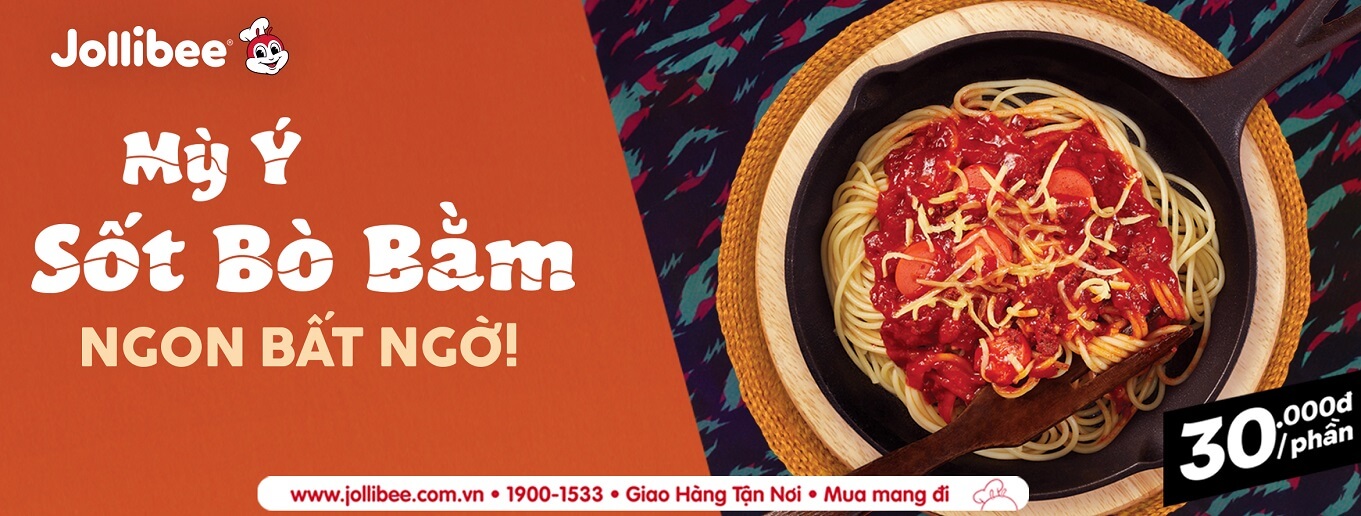 Jollibee®
Mỳ Ý
Sốt Bò Bằm
NGON BẤT NGỜ!
30.000đ
/phần
www.jollibee.com.vn • 1900-1533 • Giao Hàng Tận Nơi • Mua mang đi